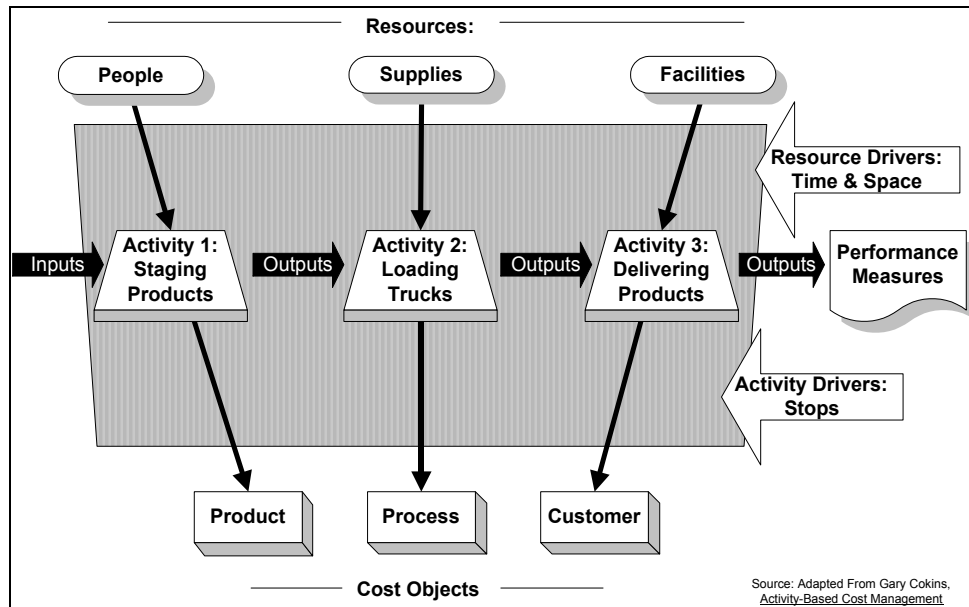 Resources:
People
Supplies
Facilities
Resource Drivers:
Time & Space
Inputs
Activity 1:
Staging
Products
Outputs
Activity 2:
Loading
Trucks
Outputs
Activity 3:
Delivering
Products
Outputs
Performance
Measures
Activity Drivers:
Stops
Product
Process
Customer
Cost Objects
Source: Adapted From Gary Cokins,
Activity-Based Cost Management